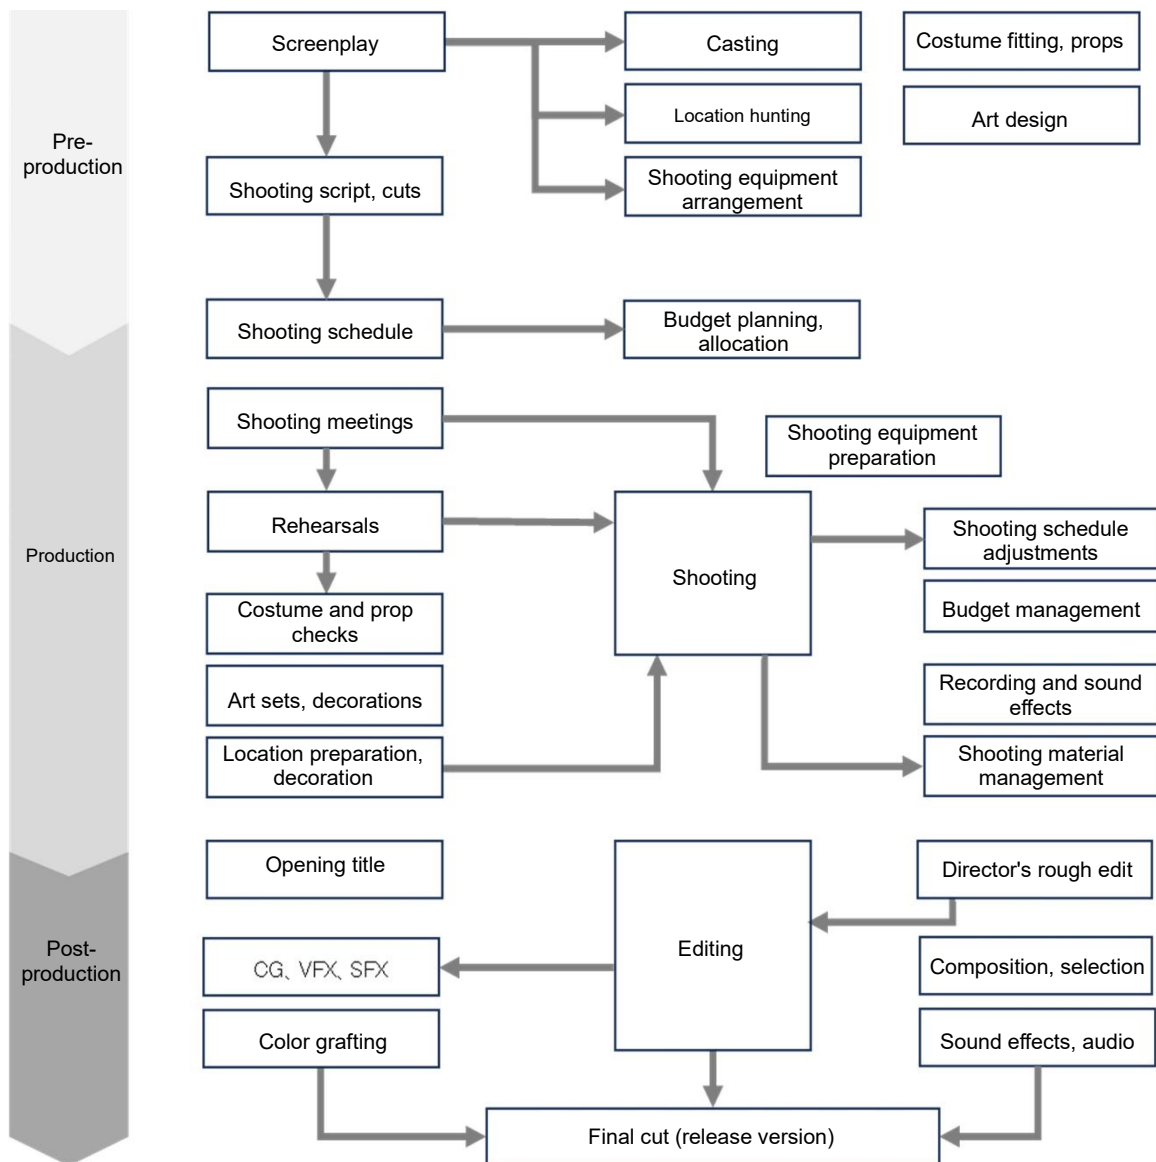 Pre-
production
Screenplay
Casting
Costume fitting, props
Location hunting
Art design
Shooting script, cuts
Shooting equipment
arrangement
Shooting schedule
Budget planning,
allocation
Production
Shooting meetings
Shooting equipment
preparation
Rehearsals
Shooting
Shooting schedule
adjustments
Costume and prop
checks
Budget management
Art sets, decorations
Recording and sound
effects
Location preparation,
decoration
Shooting material
management
Post-
production
Opening title
Editing
Director's rough edit
CG、VFX、SFX
Composition, selection
Color grafting
Sound effects, audio
Final cut (release version)